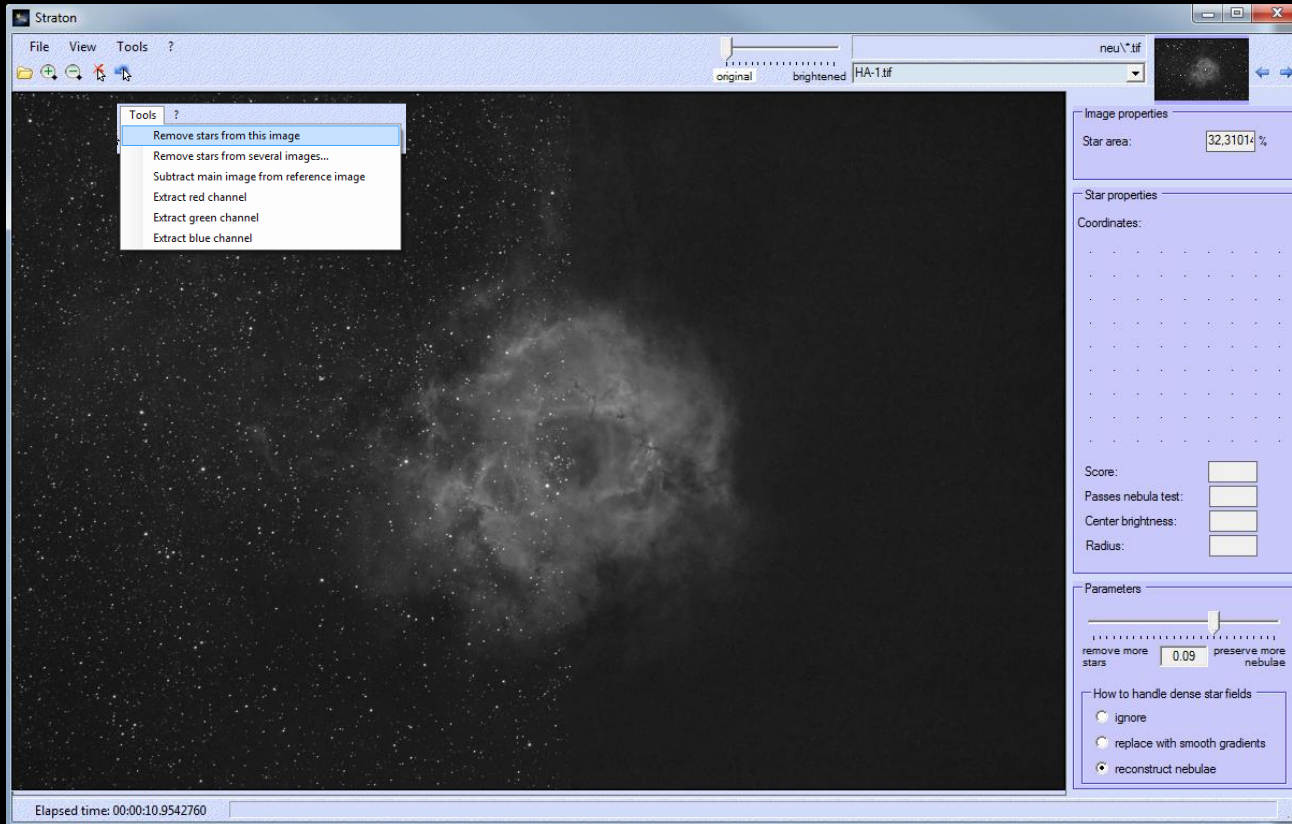 Straton
File View Tools ?
original brightened
neu\*.tif
HA-1.tif
Tools ?
Remove stars from this image
Remove stars from several images...
Subtract main image from reference image
Extract red channel
Extract green channel
Extract blue channel
Image properties
Star area: 32,31014 %
Star properties
Coordinates:
Score:
Passes nebula test:
Center brightness:
Radius:
Parameters
remove more stars 0.09 preserve more nebulae
How to handle dense star fields
ignore
replace with smooth gradients
reconstruct nebulae
Elapsed time: 00:00:10.9542760